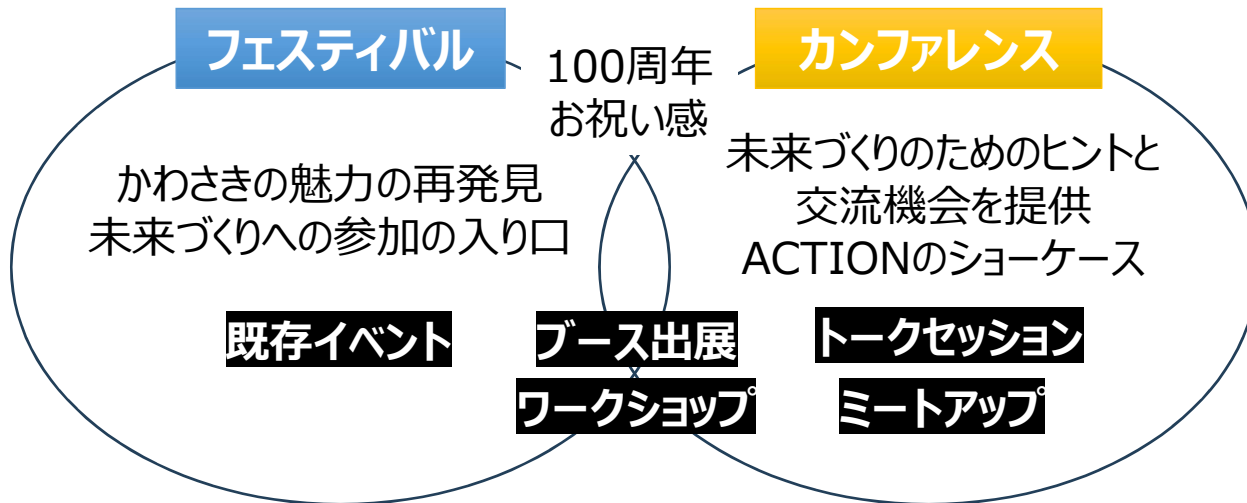 フェスティバル
100周年
お祝い感
カンファレンス
かわさきの魅力の再発見
未来づくりへの参加の入り口
未来づくりのためのヒントと
交流機会を提供
ACTIONのショーケース
既存イベント
ブース出展
ワークショップ
トークセッション
ミートアップ